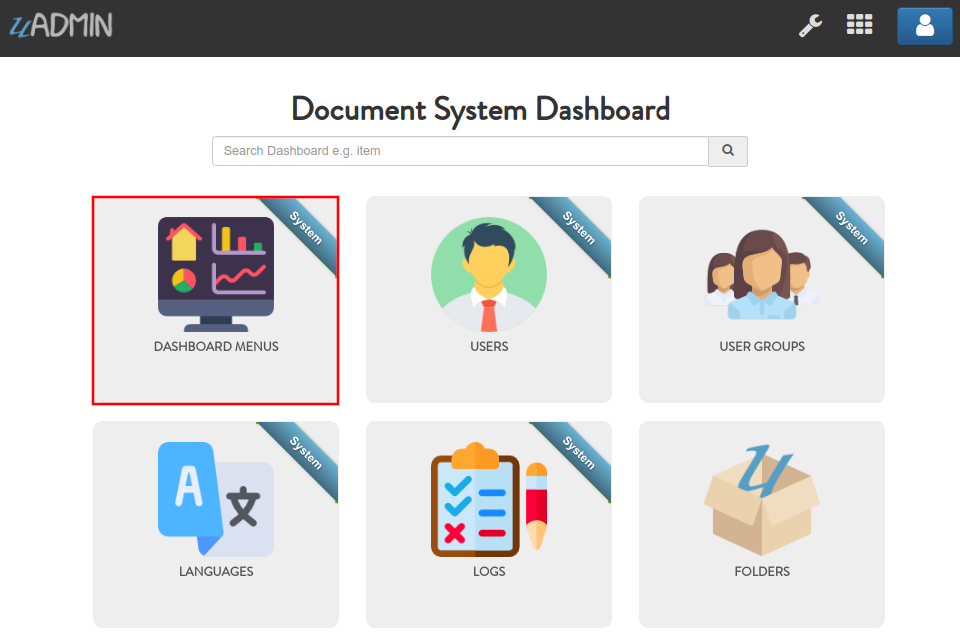 uADMIN
Document System Dashboard
Search Dashboard e.g. item
System
System
System
DASHBOARD MENUS
USERS
USER GROUPS
System
System
A 文
U
LANGUAGES
LOGS
FOLDERS